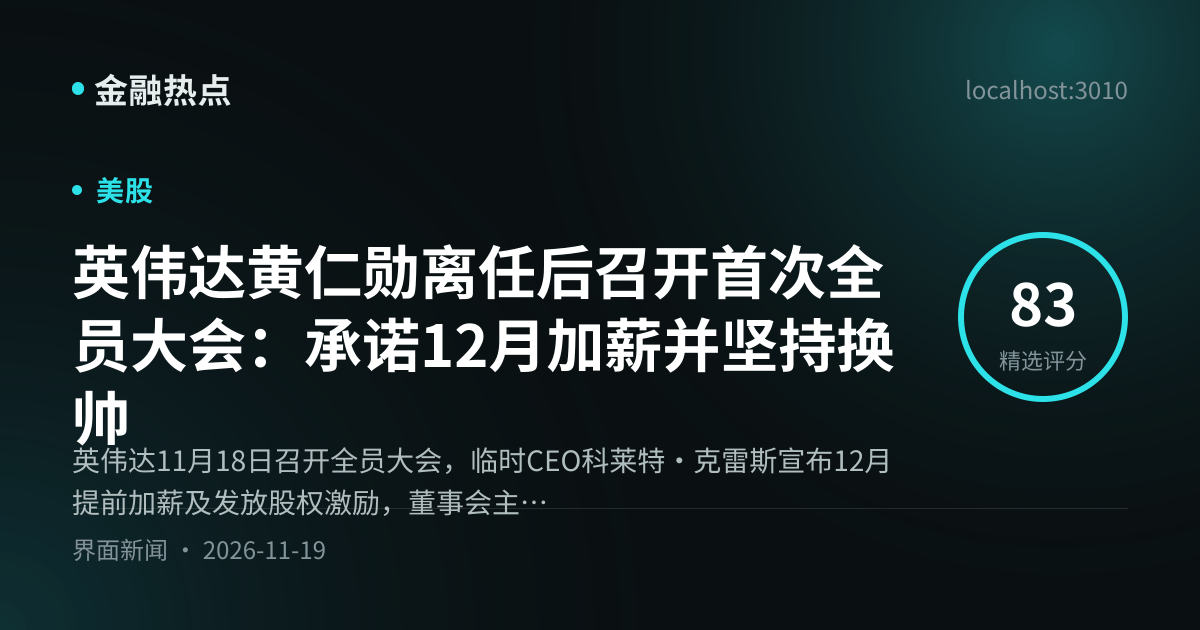 金融热点
localhost:3010
美股
英伟达黄仁勋离任后召开首次全
员大会：承诺12月加薪并坚持换
帅
83
精选评分
英伟达11月18日召开全员大会，临时CEO科莱特·克雷斯宣布12月
提前加薪及发放股权激励，董事会主…
界面新闻 · 2026-11-19